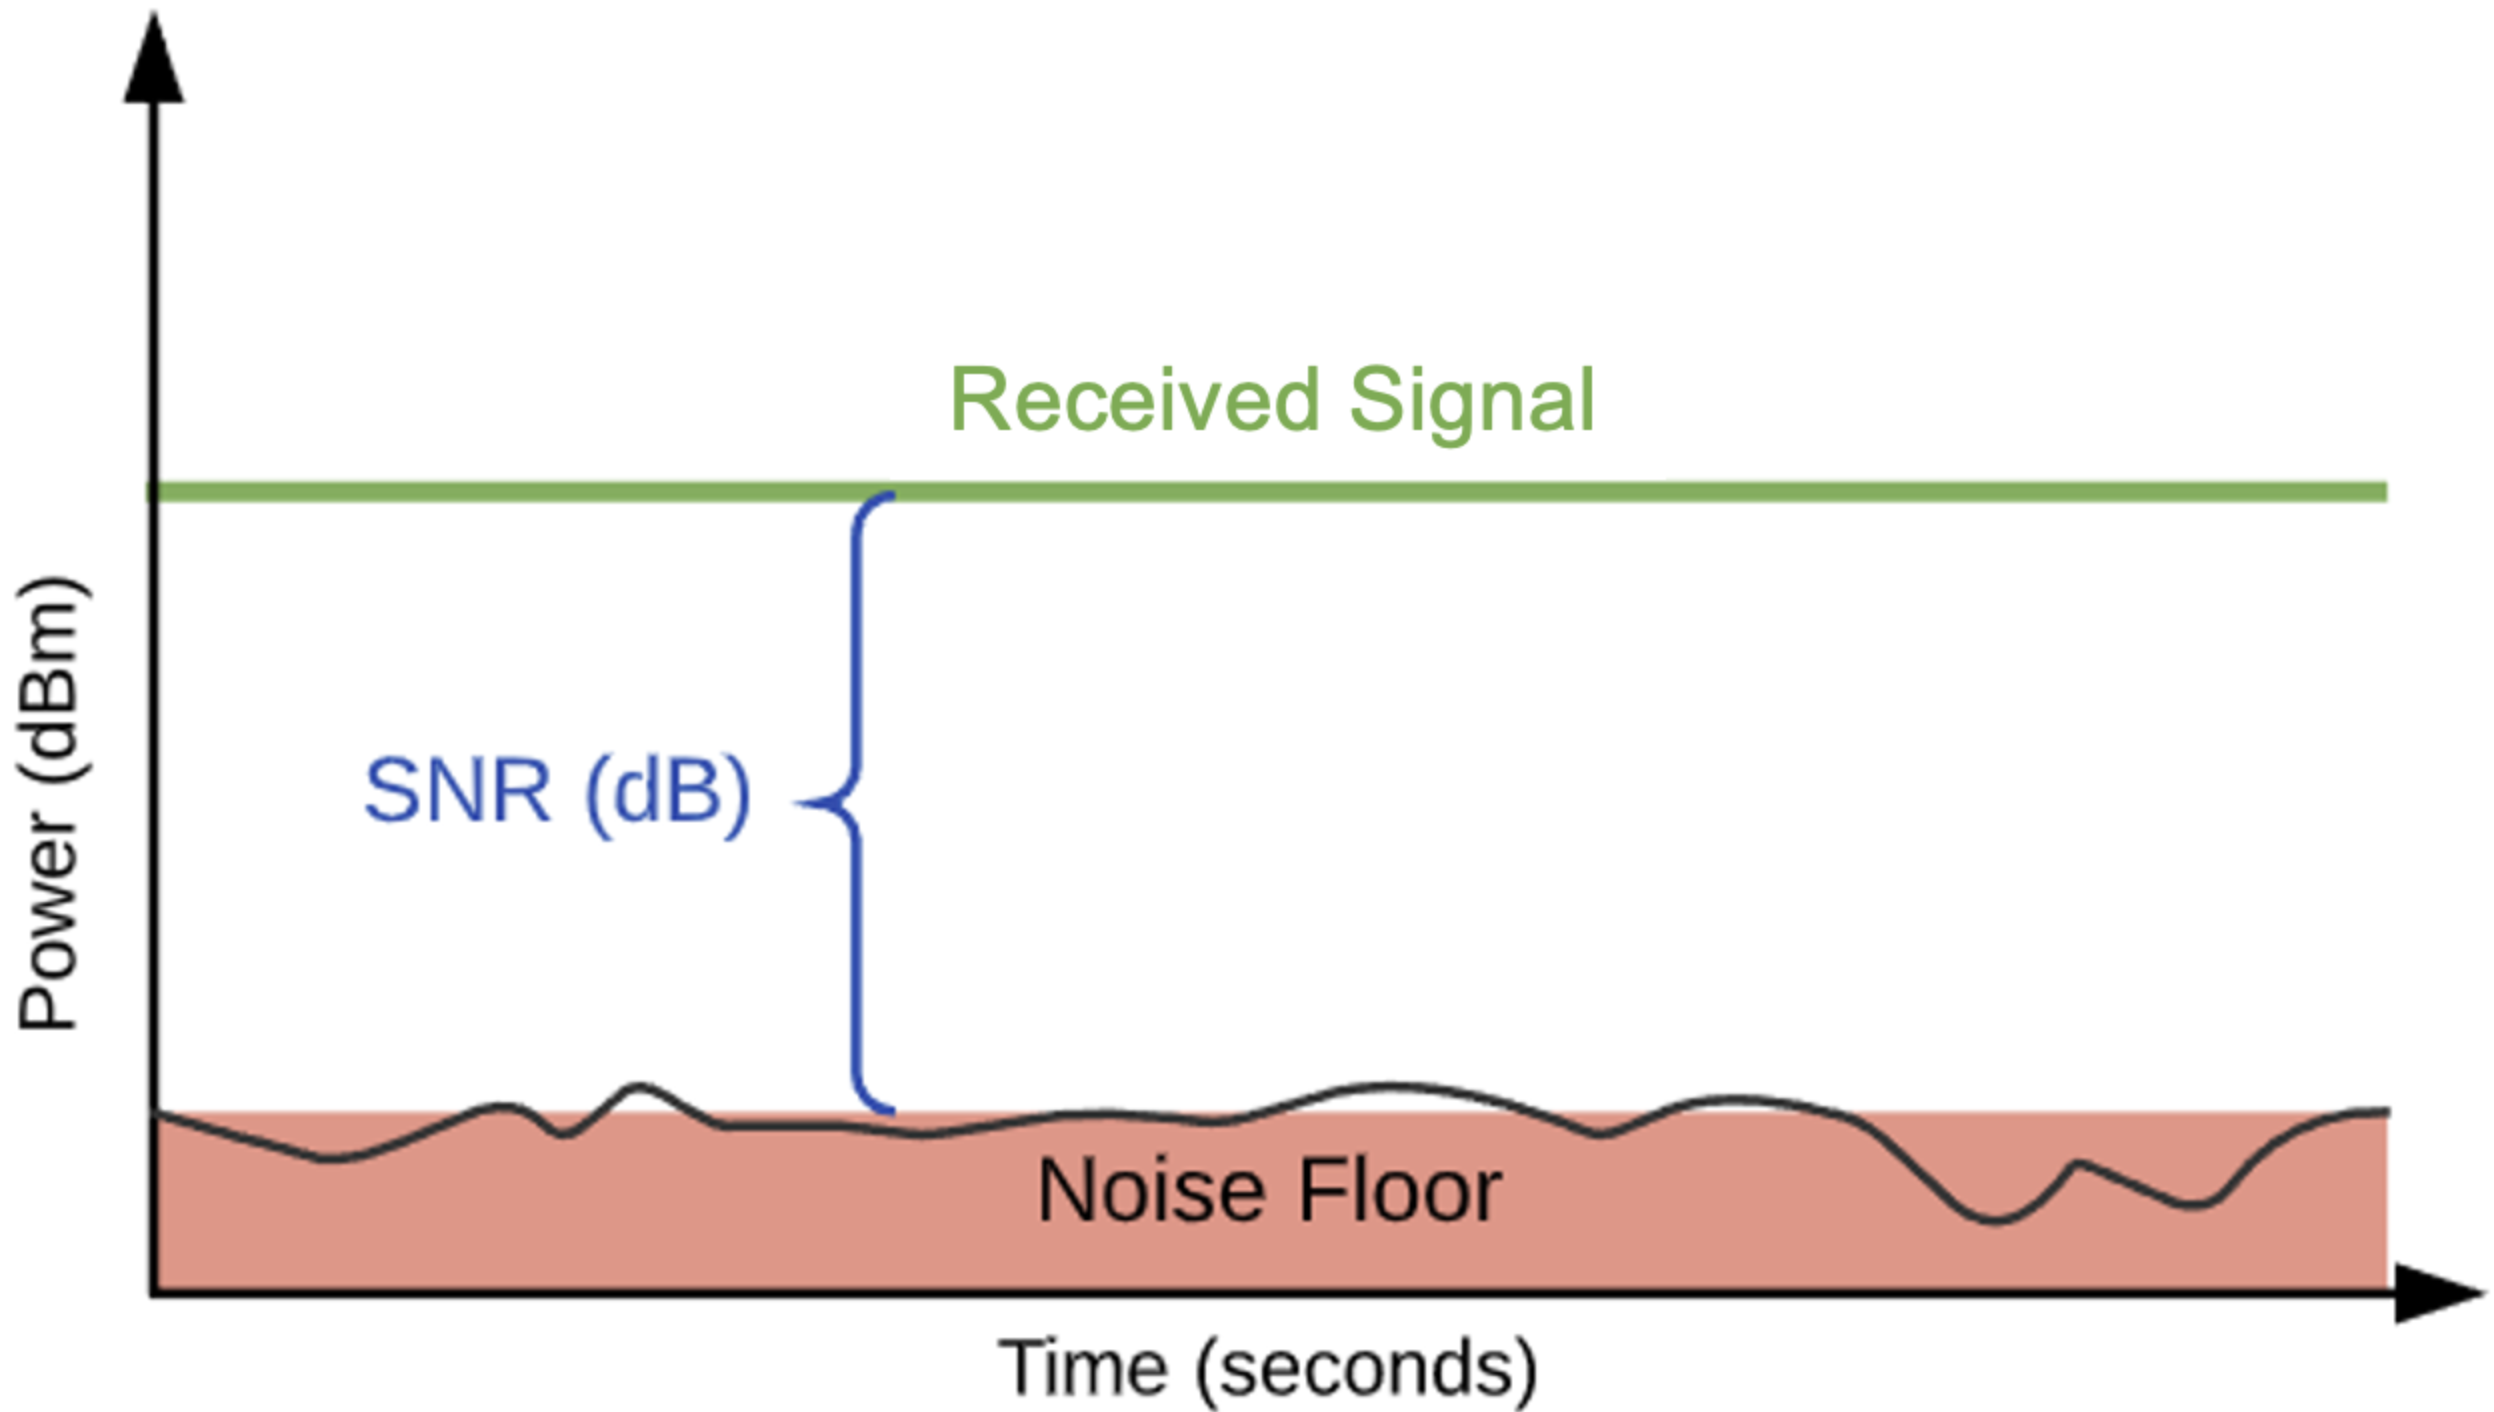 Received Signal
Power (dBm)
SNR (dB)
Noise Floor
Time (seconds)